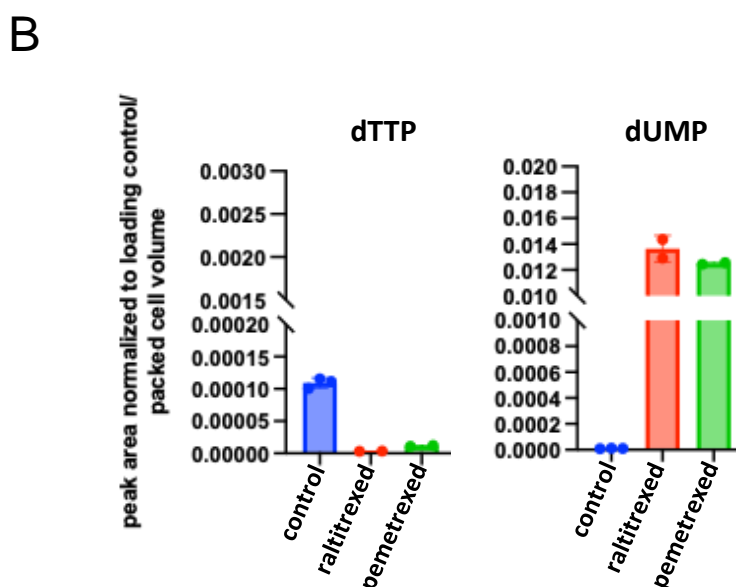 B
peak area normalized to loading control/
packed cell volume
dTTP
0.0030
0.0025
0.0020
0.0015
0.00020
0.00015
0.00010
0.00005
0.00000
control
raltitrexed
pemetrexed
dUMP
0.020
0.018
0.016
0.014
0.012
0.010
0.0010
0.0008
0.0006
0.0004
0.0002
0.0000
control
raltitrexed
pemetrexed